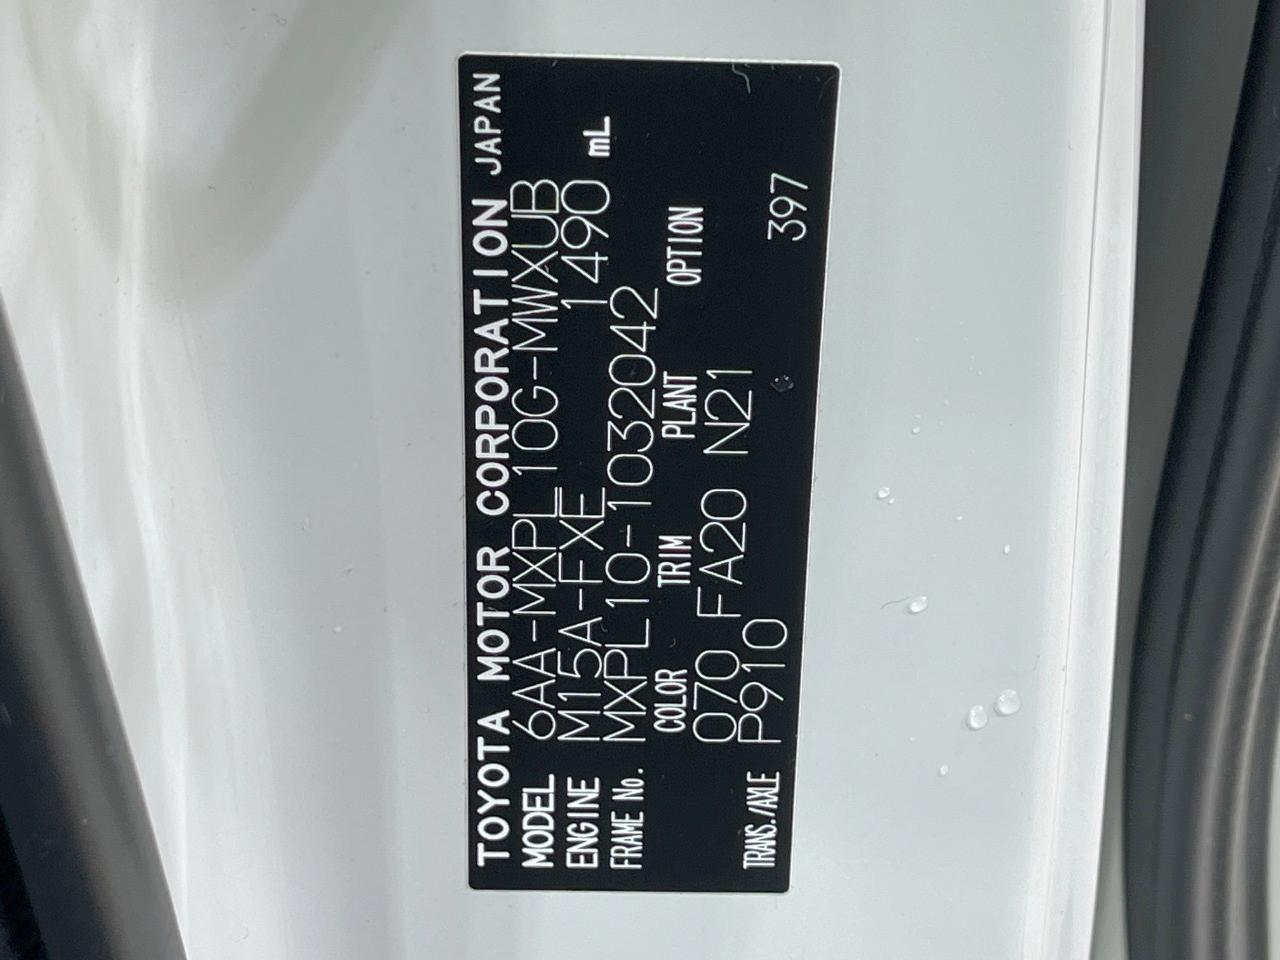 TOYOTA MOTOR CORPORATION JAPAN
MODEL 6AA-MXPL10G-MWXUB
ENGINE M15A-FXE 1490 mL
FRAME No. MXPL10-1032042
COLOR TRIM PLANT OPTION
070 FA20 N21
TRANS./AXLE P910 397